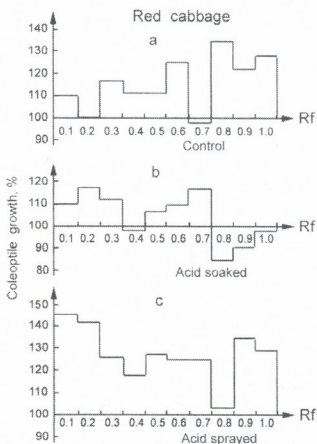 Red cabbage
a
140
130
120
110
100
90
0.1 0.2 0.3 0.4 0.5 0.6 0.7 0.8 0.9 1.0 Rf
Control
Coleoptile growth, %
b
120
110
100
90
80
0.1 0.2 0.3 0.4 0.5 0.6 0.7 0.8 0.9 1.0 Rf
Acid soaked
c
150
140
130
120
110
100
90
0.1 0.2 0.3 0.4 0.5 0.6 0.7 0.8 0.9 1.0 Rf
Acid sprayed